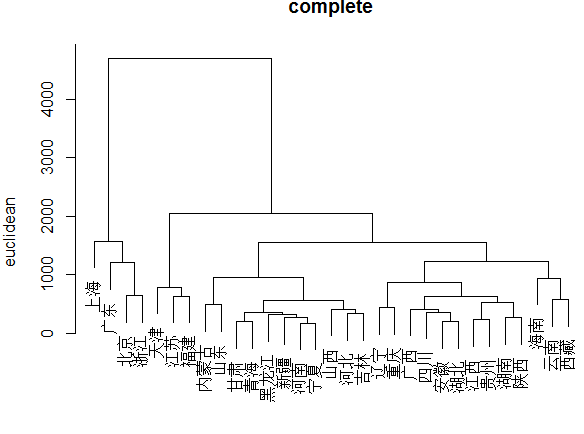 complete
euclidean
4000
3000
2000
1000
0
上海
广东
北京
浙江
天津
江苏
福建
内蒙古
山东
甘肃
青海
黑龙江
新疆
河南
宁夏
山西
河北
吉林
辽宁
重庆
广西
四川
安徽
湖北
江西
贵州
湖南
陕西
海南
云南
西藏